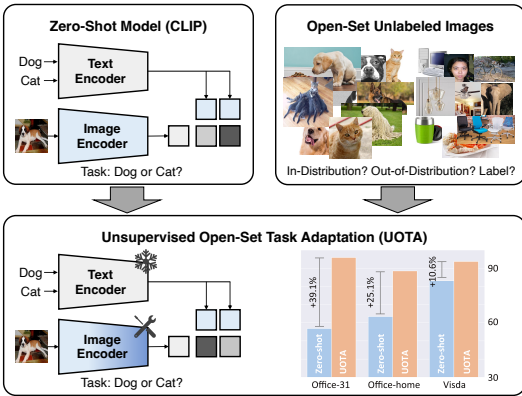 Zero-Shot Model (CLIP)
Dog
Cat
Text
Encoder
Image
Encoder
Task: Dog or Cat?
Open-Set Unlabeled Images
In-Distribution? Out-of-Distribution? Label?
Unsupervised Open-Set Task Adaptation (UOTA)
Dog
Cat
Text
Encoder
Image
Encoder
Task: Dog or Cat?
+39.1%
+25.1%
+10.6%
90
60
30
Zero-shot
UOTA
Zero-shot
UOTA
Zero-shot
UOTA
Office-31
Office-home
Visda